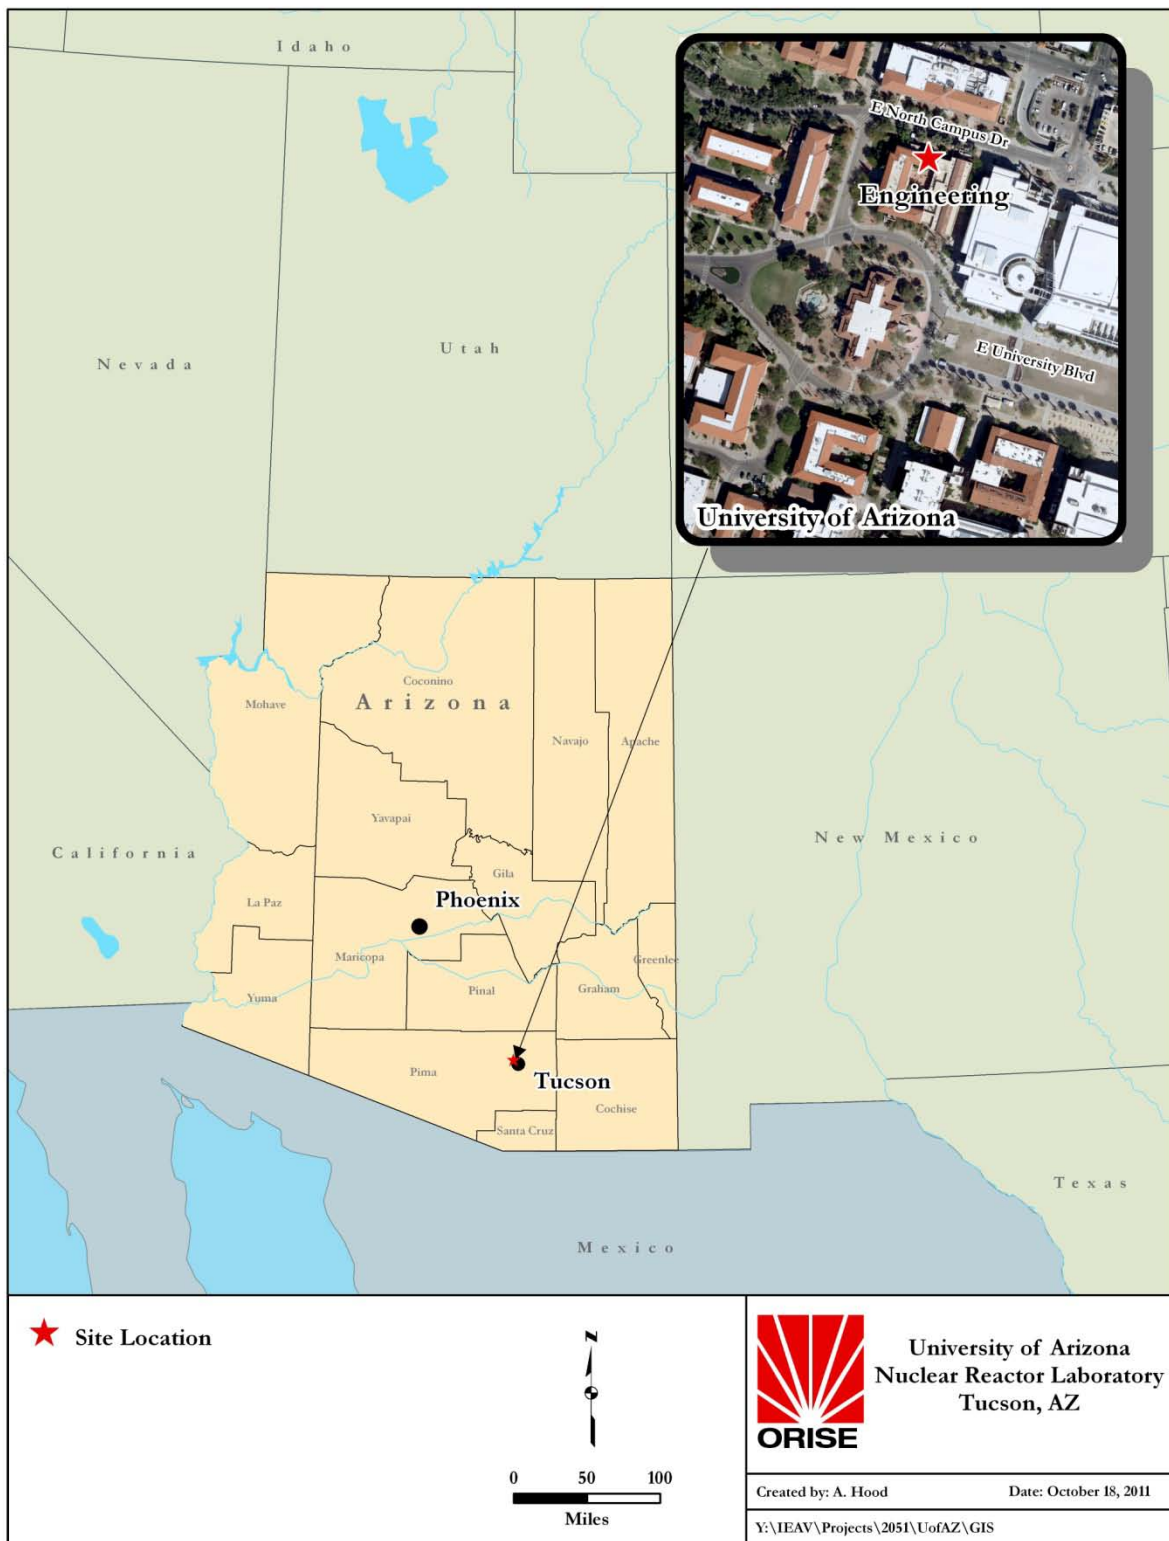 Idaho
E North Campus Dr
Engineering
E University Blvd
University of Arizona
Nevada
Utah
Coconino
Arizona
Mohave
Navajo
Apache
Yavapai
New Mexico
California
Gila
La Paz
Phoenix
Maricopa
Greenlee
Pinal
Graham
Yuma
Pima
Tucson
Cochise
Santa Cruz
Texas
Mexico
Site Location
N
0 50 100
Miles
ORISE
University of Arizona
Nuclear Reactor Laboratory
Tucson, AZ
Created by: A. Hood
Date: October 18, 2011
Y:\IEAV\Projects\2051\UofAZ\GIS